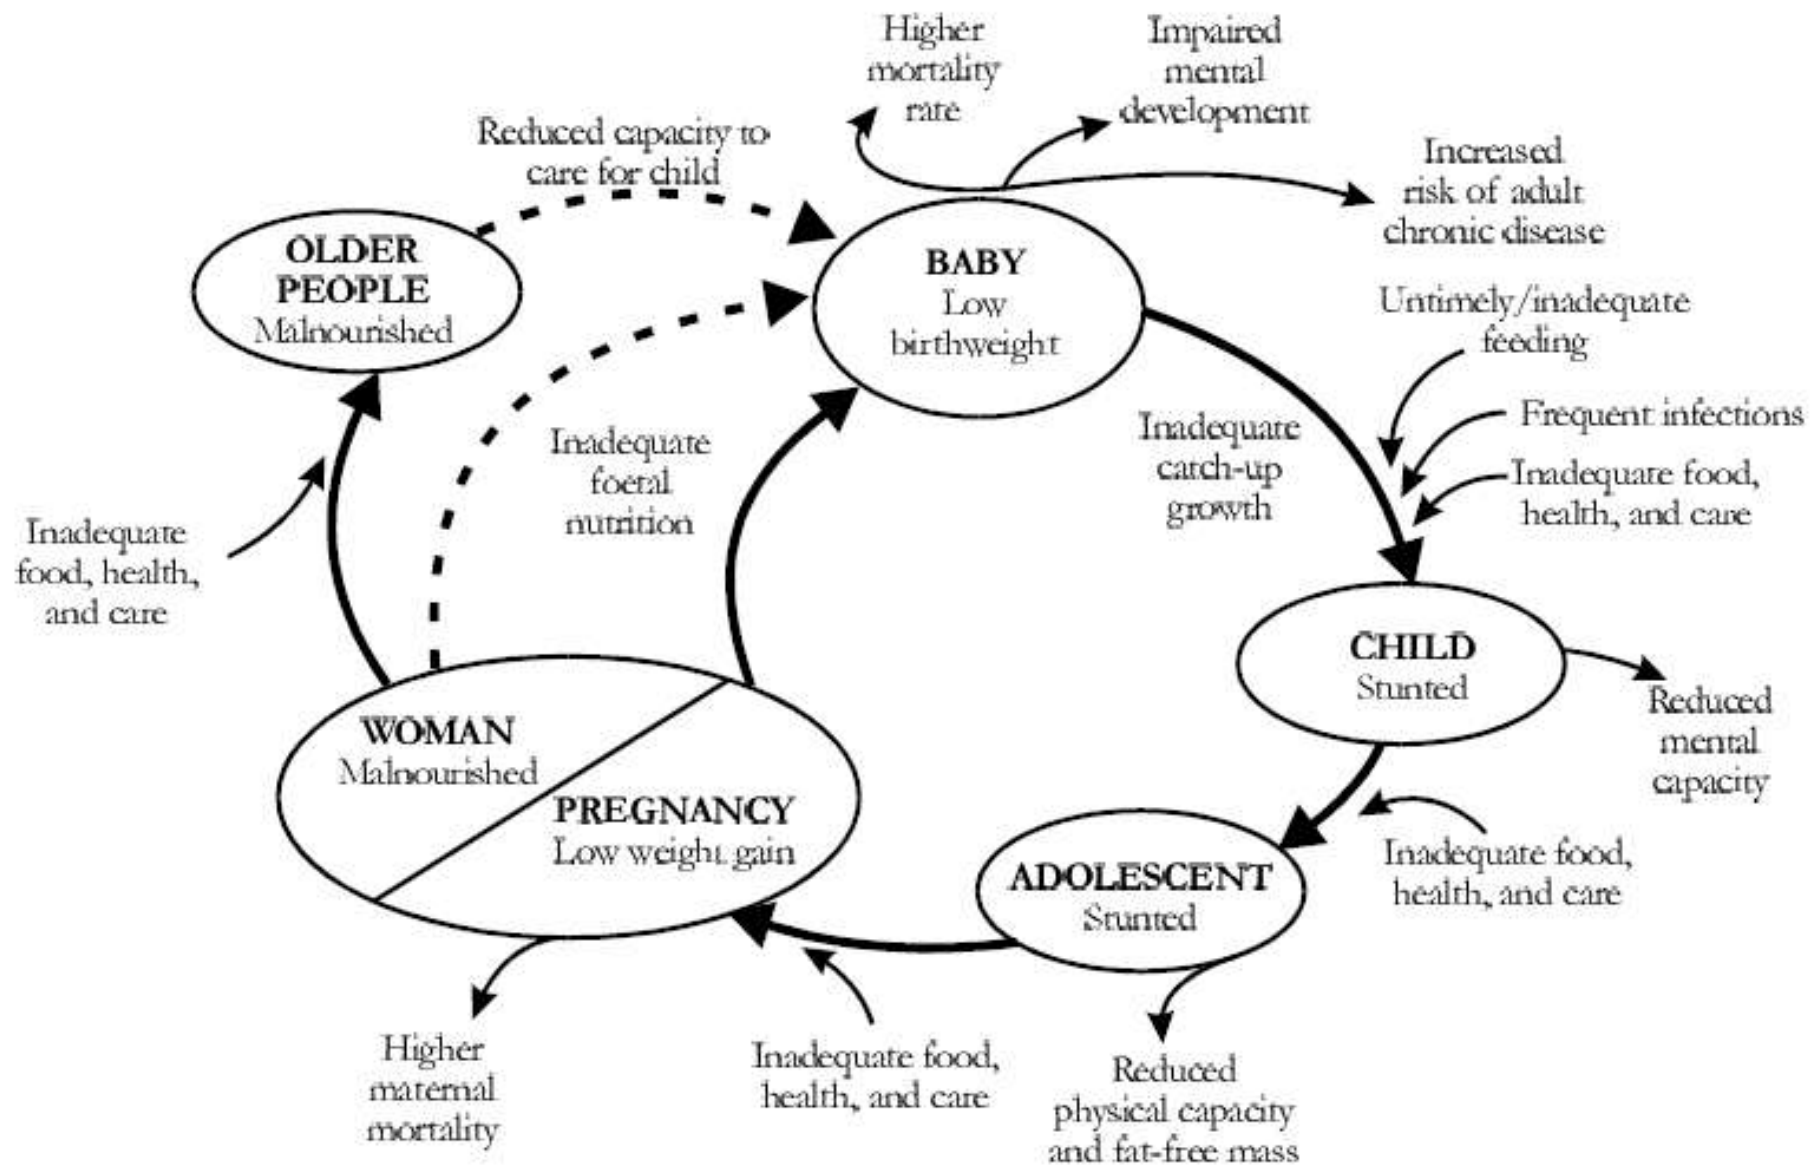 Higher
mortality
rate
Impaired
mental
development
Reduced capacity to
care for child
Increased
risk of adult
chronic disease
OLDER
PEOPLE
Malnourished
BABY
Low
birthweight
Untimely/inadequate
feeding
Frequent infections
Inadequate food,
health, and care
Inadequate
catch-up
growth
Inadequate
foetal
nutrition
Inadequate
food, health,
and care
CHILD
Stunted
Reduced
mental
capacity
WOMAN
Malnourished
PREGNANCY
Low weight gain
ADOLESCENT
Stunted
Inadequate food,
health, and care
Higher
maternal
mortality
Inadequate food,
health, and care
Reduced
physical capacity
and fat-free mass